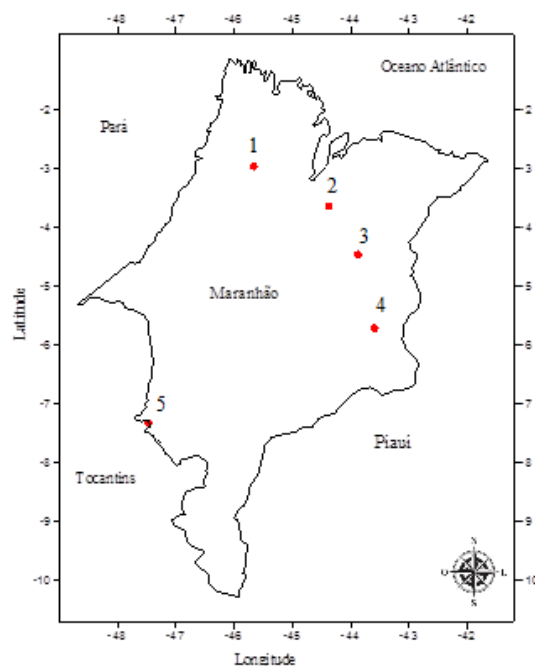 -48 -47 -46 -45 -44 -43 -42
Oceano Atlântico
Pará
-2 -2
1
-3 -3
2
3
-4 -4
Maranhão
4
-5 -5
Latitude
-6 -6
5
-7 -7
Piauí
Tocantins
-8 -8
-9 -9
S
O L
S
-10 -10
-48 -47 -46 -45 -44 -43 -42
Longitude